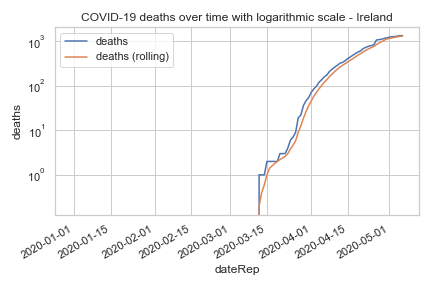 COVID-19 deaths over time with logarithmic scale - Ireland
deaths
deaths (rolling)
10³
10²
10¹
10⁰
deaths
2020-01-01
2020-01-15
2020-02-01
2020-02-15
2020-03-01
2020-03-15
2020-04-01
2020-04-15
2020-05-01
dateRep